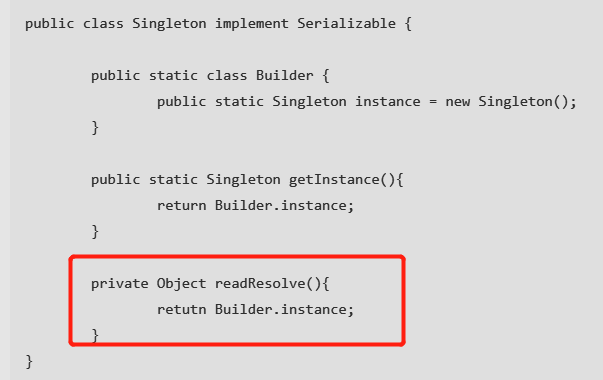 public class Singleton implement Serializable {
public static class Builder {
public static Singleton instance = new Singleton();
}
public static Singleton getInstance(){
return Builder.instance;
}
private Object readResolve(){
retutn Builder.instance;
}
}